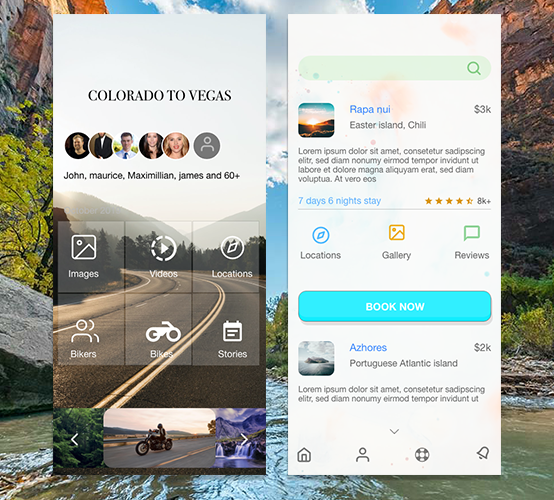 COLORADO TO VEGAS
John, maurice, Maximillian, james and 60+
Images
Videos
Locations
Bikers
Bikes
Stories
Rapa nui
$3k
Easter island, Chili
Lorem ipsum dolor sit amet, consetetur sadipscing
elitr, sed diam nonumy eirmod tempor invidunt ut
labore et dolore magna aliquyam erat, sed diam
voluptua. At vero eos
7 days 6 nights stay
8k+
Locations
Gallery
Reviews
BOOK NOW
Azhores
$2k
Portuguese Atlantic island
Lorem ipsum dolor sit amet, consetetur sadipscing
elitr, sed diam nonumy eirmod tempor invidunt ut